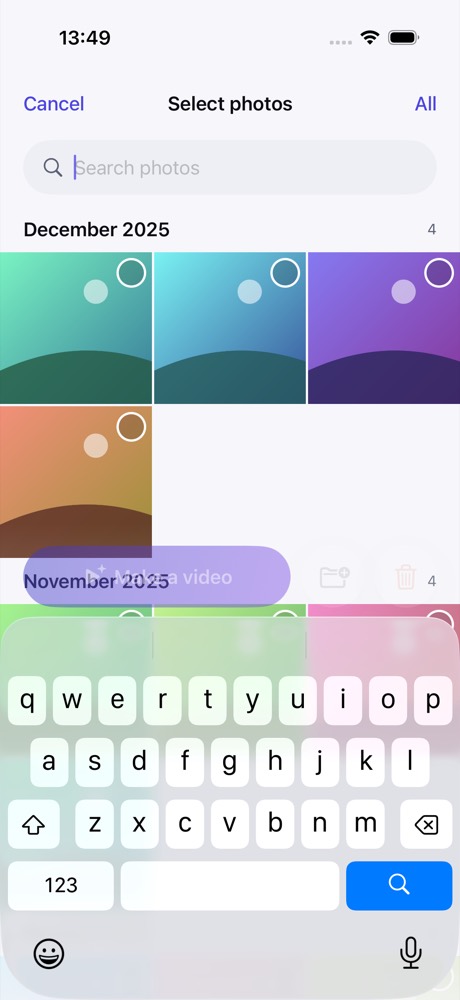 13:49
Cancel Select photos All
Search photos
December 2025 4
Make a video
November 2025 4
q w e r t y u i o p
a s d f g h j k l
z x c v b n m
123